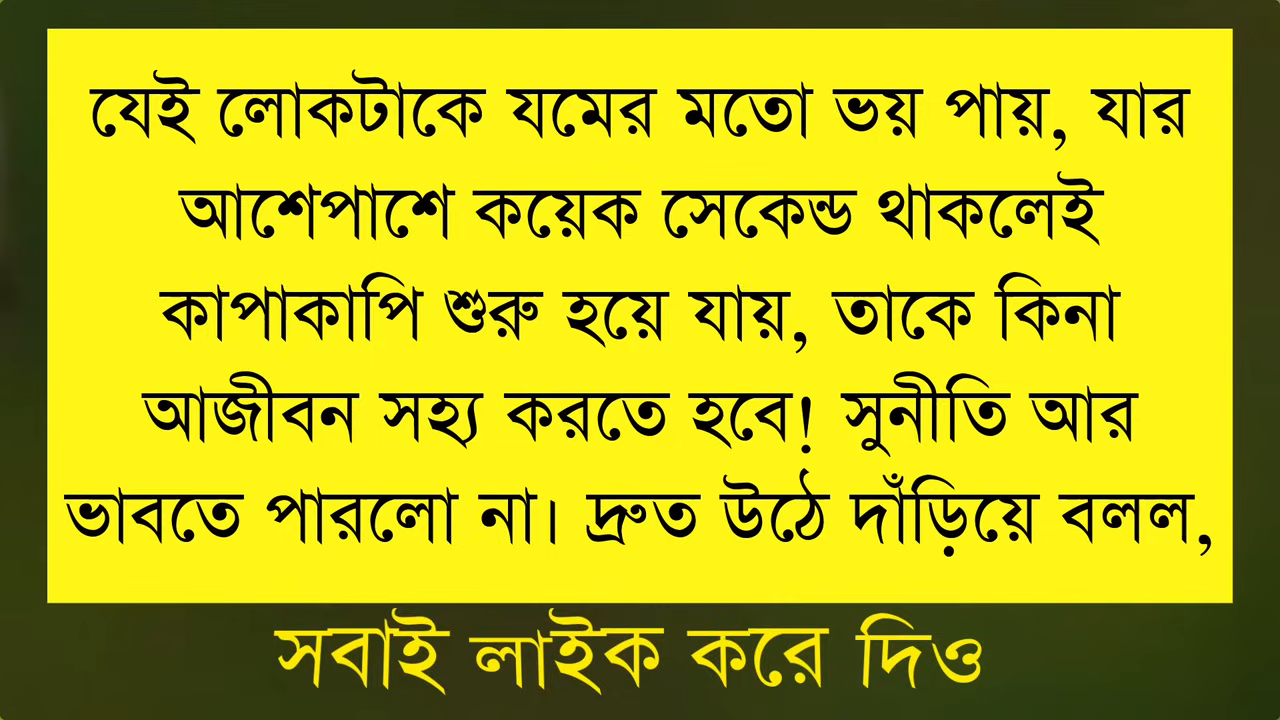 যেই লোকটাকে যমের মতো ভয় পায়, যার
আশেপাশে কয়েক সেকেন্ড থাকলেই
কাপাকাপি শুরু হয়ে যায়, তাকে কিনা
আজীবন সহ্য করতে হবে! সুনীতি আর
ভাবতে পারলো না। দ্রুত উঠে দাঁড়িয়ে বলল,
সবাই লাইক করে দিও